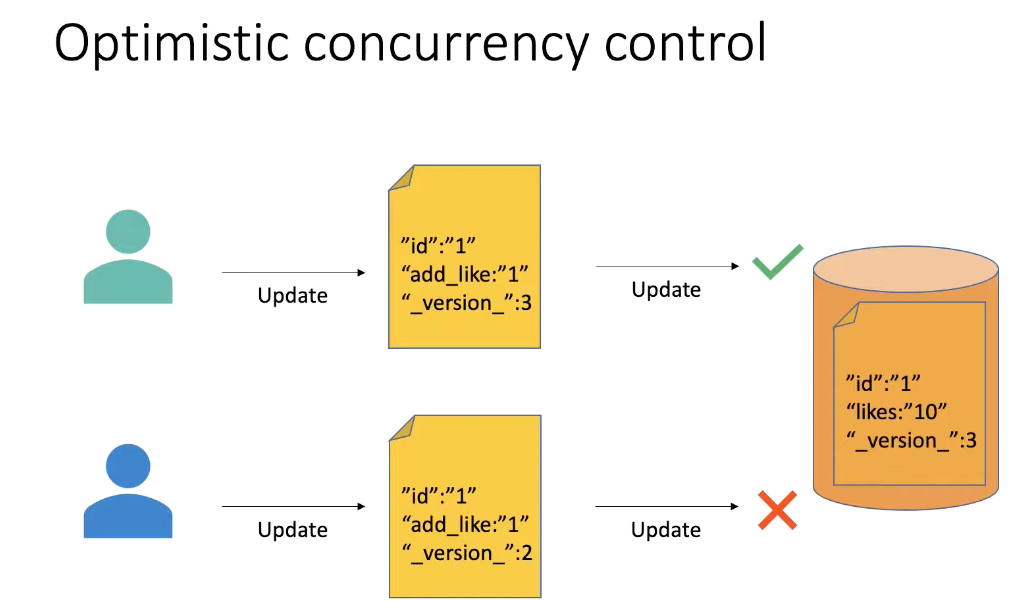 Optimistic concurrency control
”id”:”1”
“add_like:”1”
“_version_”:3
Update
Update
”id”:”1”
“likes:”10”
“_version_”:3
”id”:”1”
“add_like:”1”
“_version_”:2
Update
Update